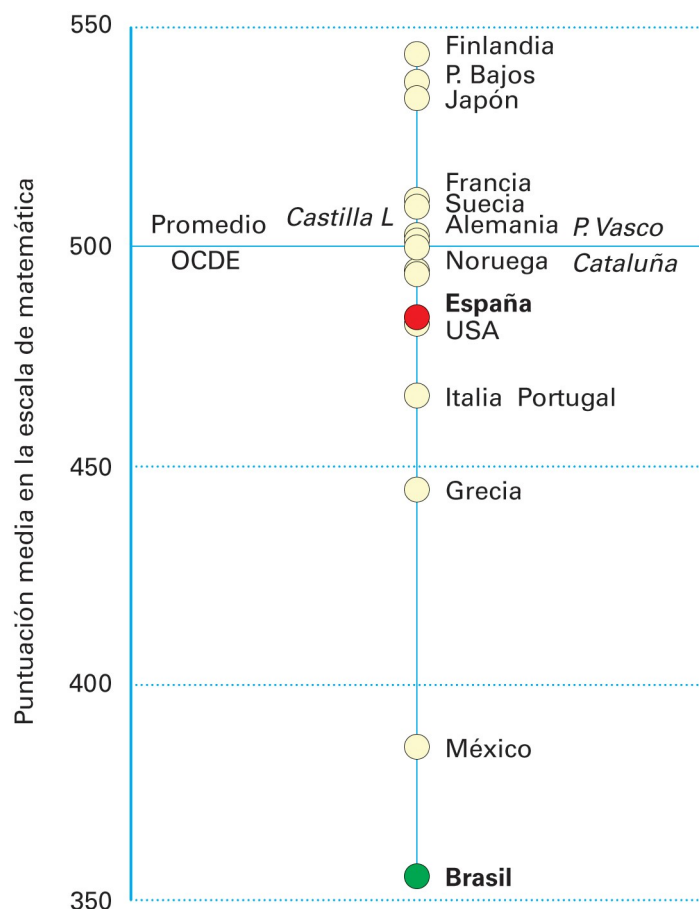 Puntuación media en la escala de matemática
550
Finlandia
P. Bajos
Japón
Francia
Suecia
Promedio Castilla L Alemania P. Vasco
500
OCDE Noruega Cataluña
España
USA
Italia Portugal
450
Grecia
400
México
Brasil
350